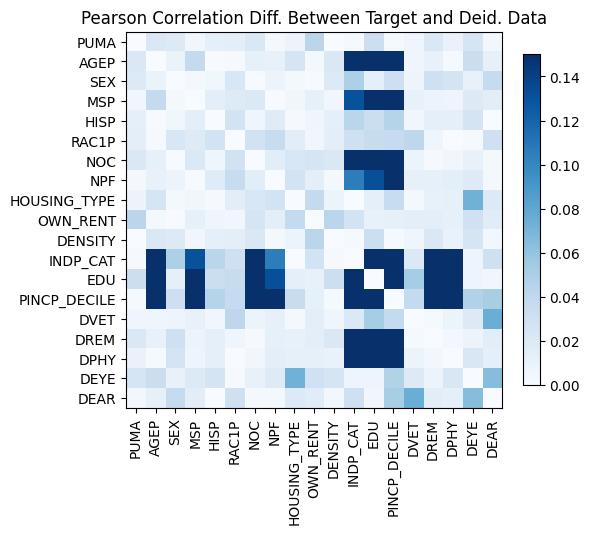 Pearson Correlation Diff. Between Target and Deid. Data
PUMA
AGEP
SEX
MSP
HISP
RAC1P
NOC
NPF
HOUSING_TYPE
OWN_RENT
DENSITY
INDP_CAT
EDU
PINCP_DECILE
DVET
DREM
DPHY
DEYE
DEAR
PUMA
AGEP
SEX
MSP
HISP
RAC1P
NOC
NPF
HOUSING_TYPE
OWN_RENT
DENSITY
INDP_CAT
EDU
PINCP_DECILE
DVET
DREM
DPHY
DEYE
DEAR
0.14
0.12
0.10
0.08
0.06
0.04
0.02
0.00